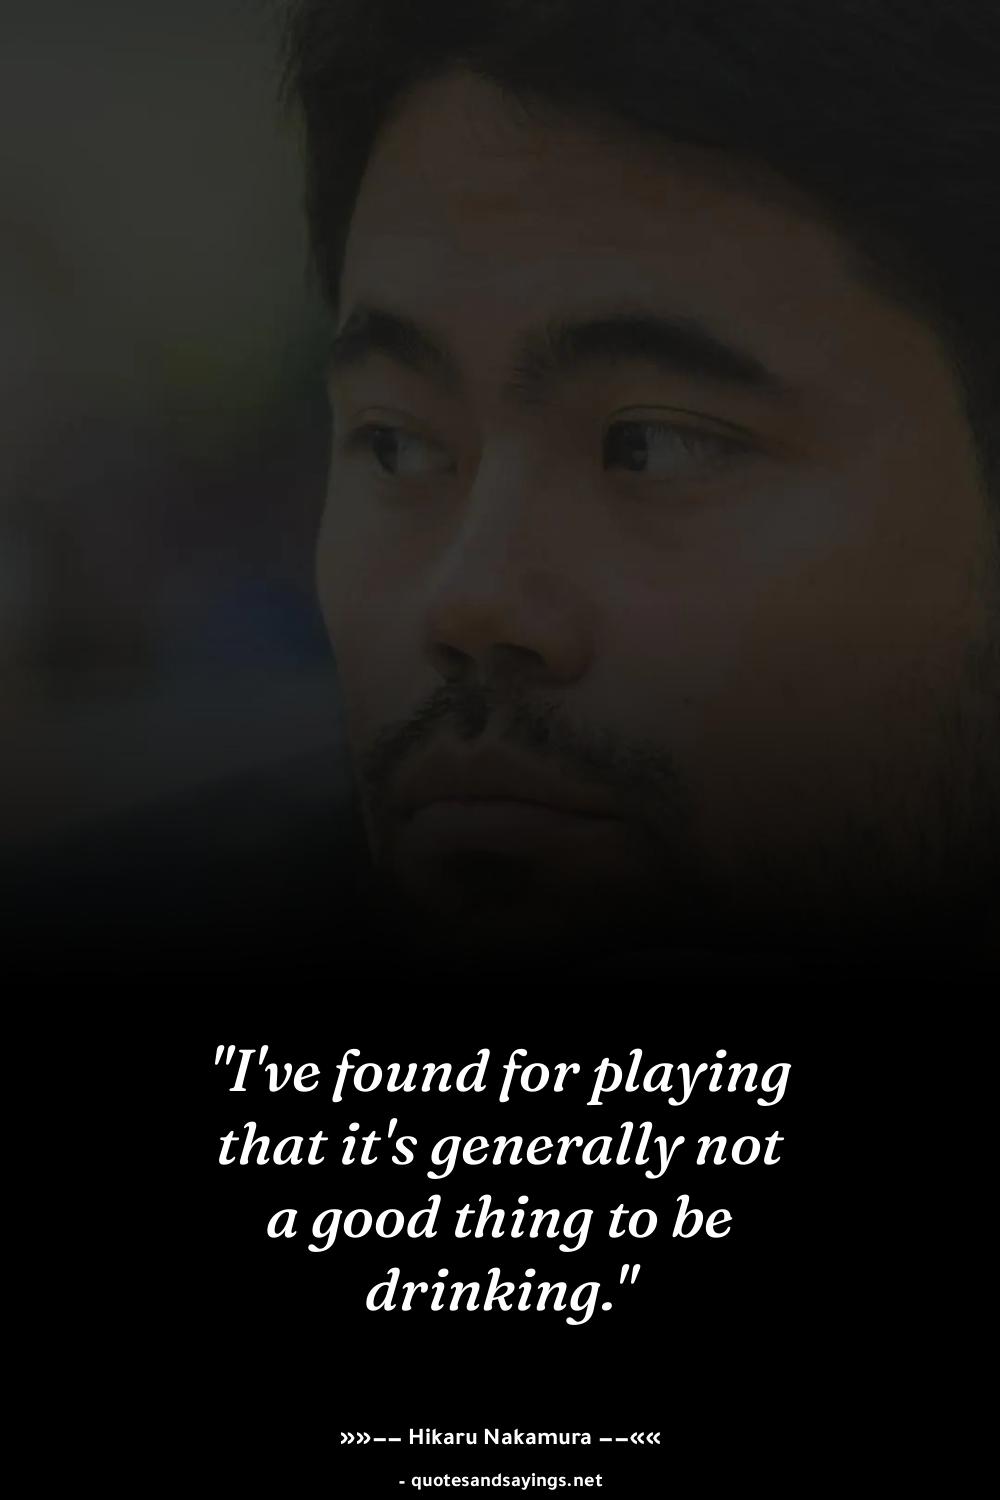 "I've found for playing
that it's generally not
a good thing to be
drinking."
»»−− Hikaru Nakamura −−««
- quotesandsayings.net